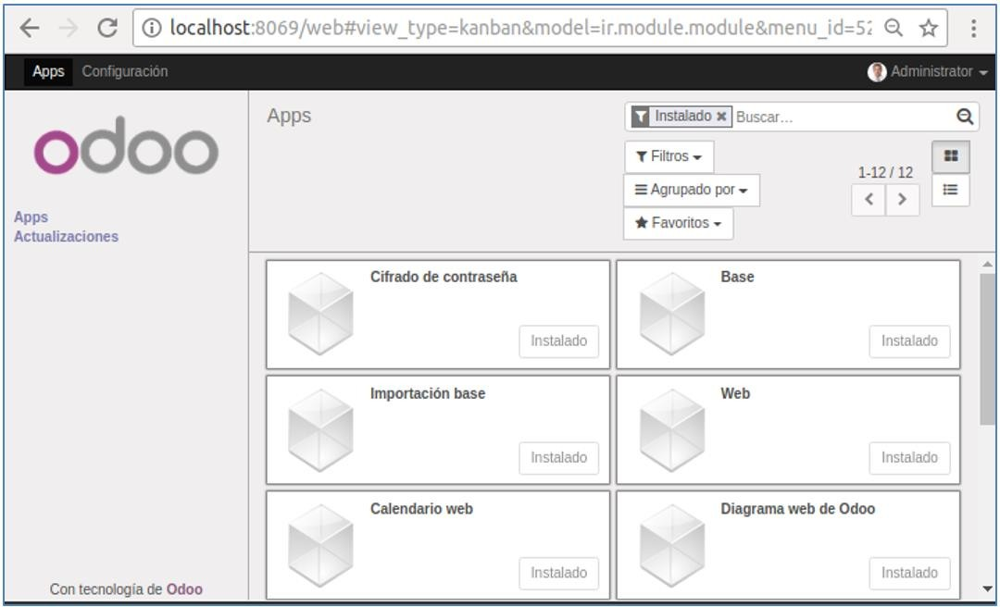 localhost:8069/web#view_type=kanban&model=ir.module.module&menu_id=52
Apps Configuración Administrator
odoo
Apps
Actualizaciones
Apps
Instalado Buscar...
Filtros
Agrupado por
Favoritos
1-12 / 12
Cifrado de contraseña
Instalado
Base
Instalado
Importación base
Instalado
Web
Instalado
Calendario web
Instalado
Diagrama web de Odoo
Instalado
Con tecnología de Odoo